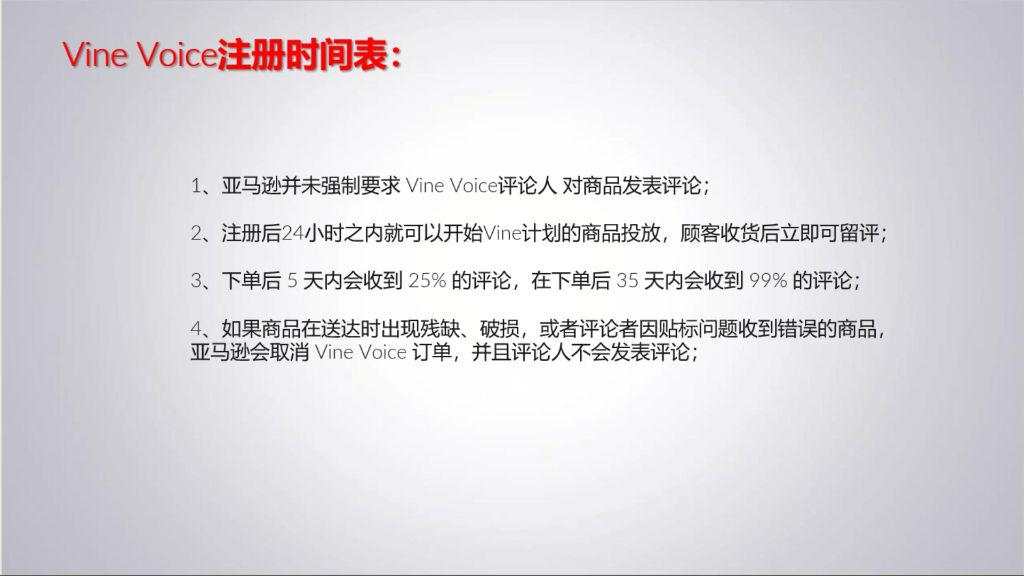 Vine Voice注册时间表：
1、亚马逊并未强制要求 Vine Voice评论人 对商品发表评论；
2、注册后24小时之内就可以开始Vine计划的商品投放，顾客收货后立即可留评；
3、下单后 5 天内会收到 25% 的评论，在下单后 35 天内会收到 99% 的评论；
4、如果商品在送达时出现残缺、破损，或者评论者因贴标问题收到错误的商品，
亚马逊会取消 Vine Voice 订单，并且评论人不会发表评论；